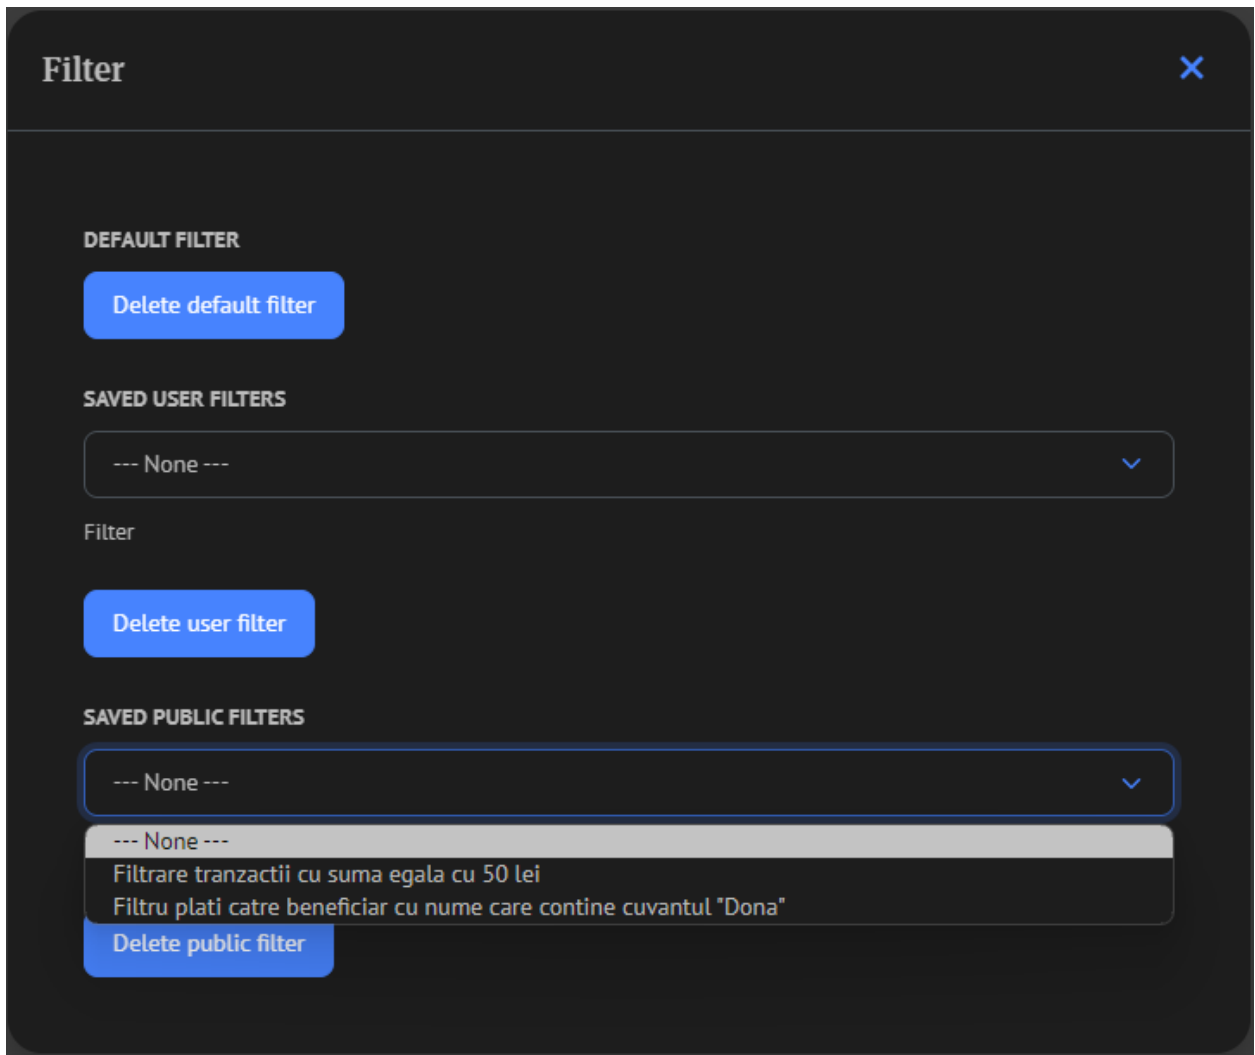 Filter
DEFAULT FILTER
Delete default filter
SAVED USER FILTERS
--- None ---
Filter
Delete user filter
SAVED PUBLIC FILTERS
--- None ---
--- None ---
Filtrare tranzactii cu suma egala cu 50 lei
Filtru plati catre beneficiar cu nume care contine cuvantul "Dona"
Delete public filter